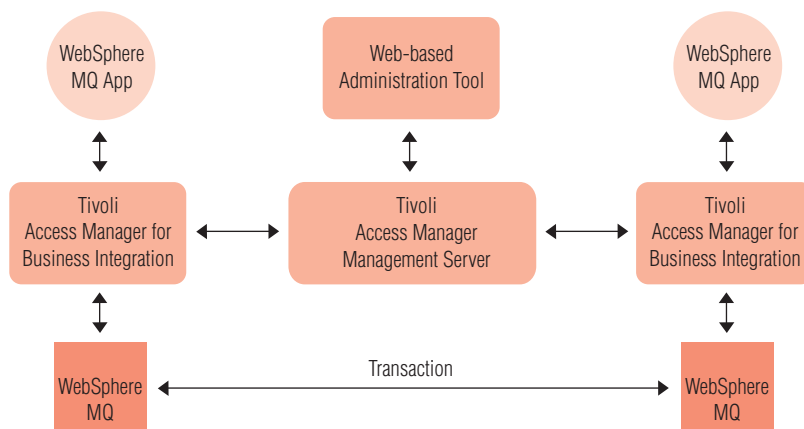 WebSphere
MQ App
Web-based
Administration Tool
WebSphere
MQ App
Tivoli
Access Manager for
Business Integration
Tivoli
Access Manager
Management Server
Tivoli
Access Manager for
Business Integration
WebSphere
MQ
Transaction
WebSphere
MQ